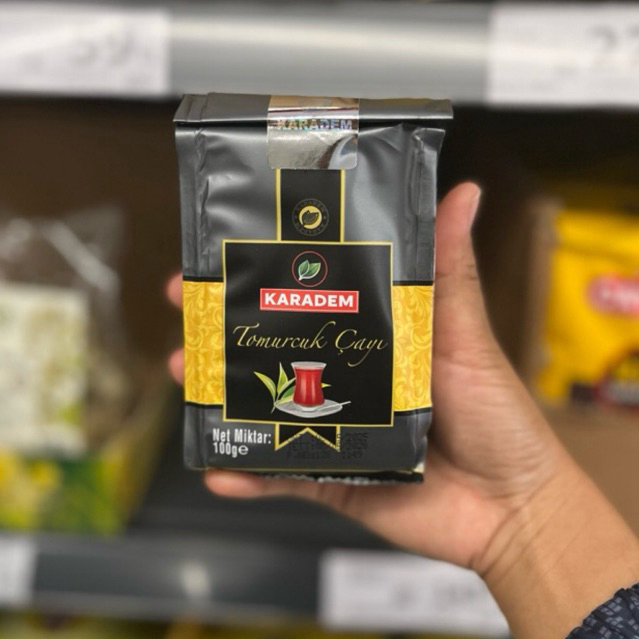 KARADEM
KARADEM
Tomurcuk Çayı
Net Miktar:
100g℮